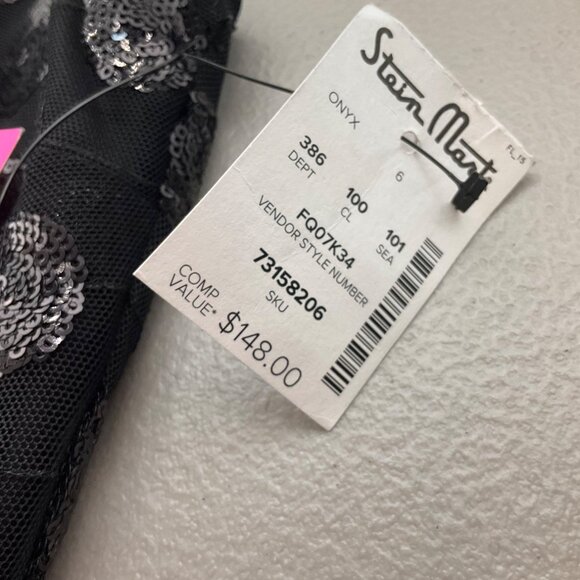 Stein Mart
FL_15
ONYX 6
386 100 101
DEPT CL SEA
FQ07K34
VENDOR STYLE NUMBER
73158206
SKU
COMP
VALUE* $148.00